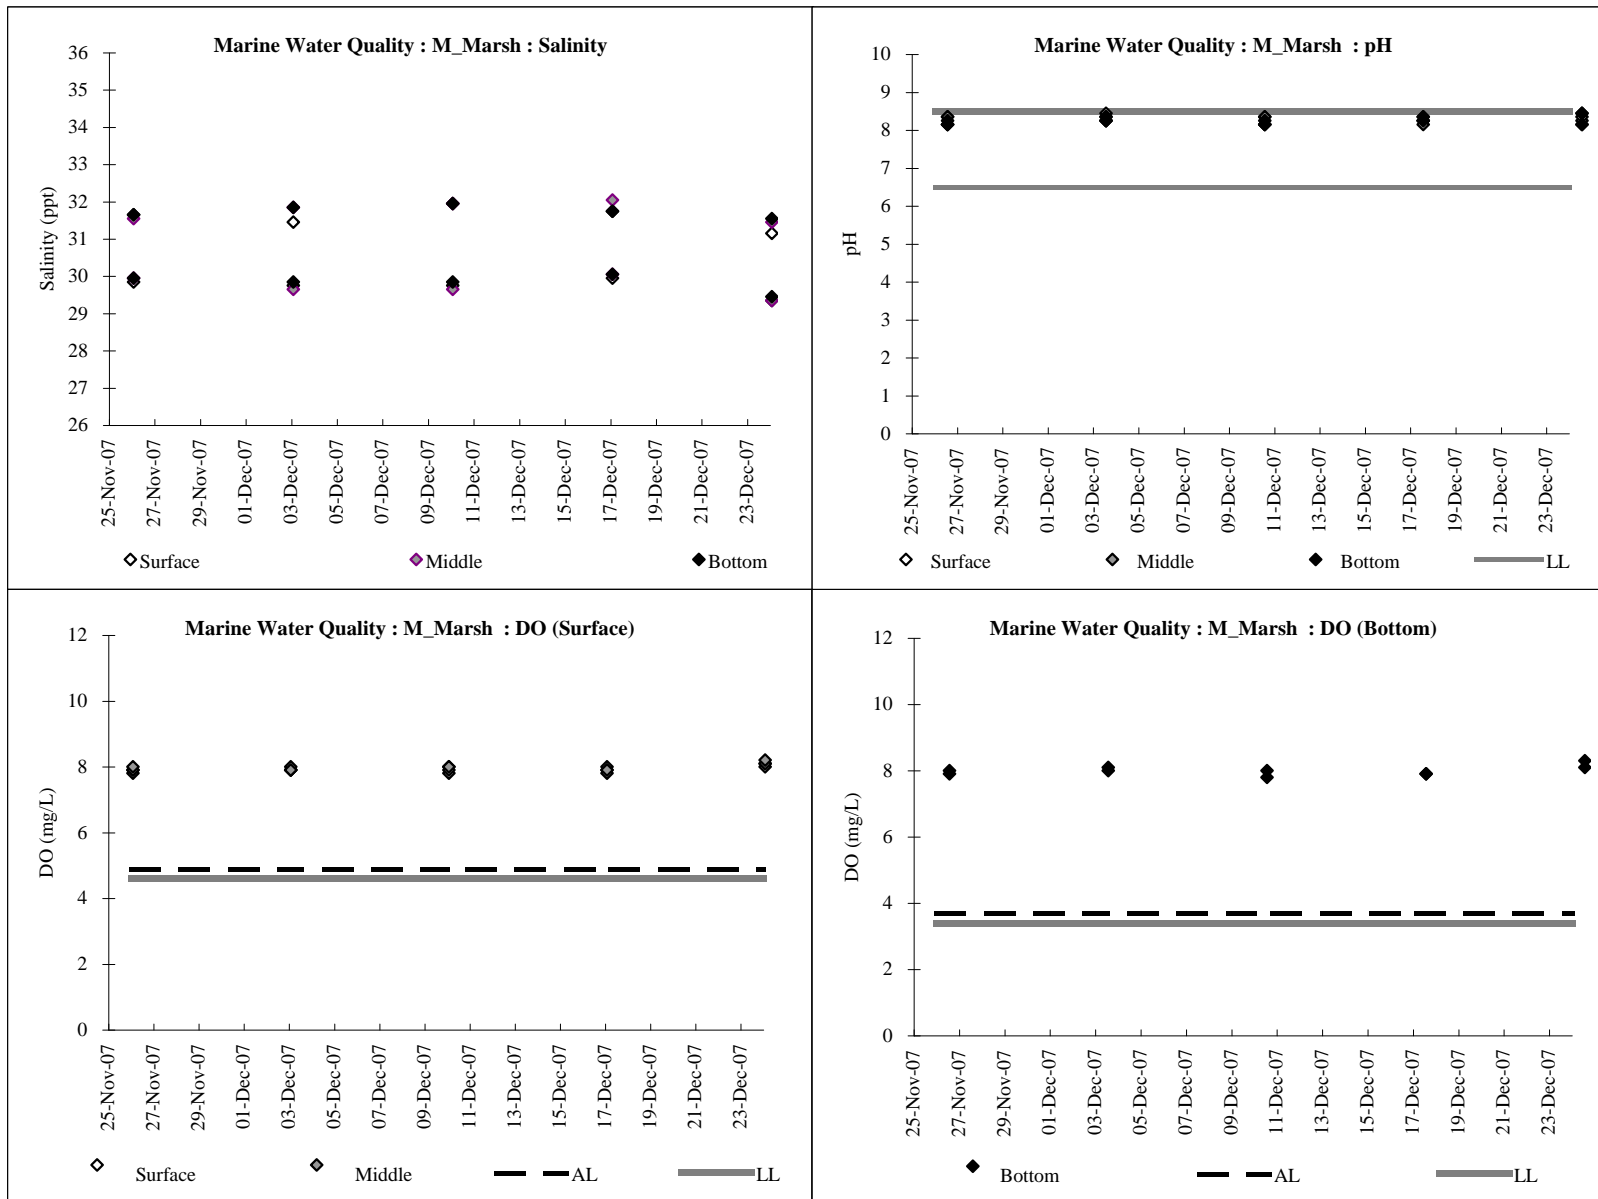 Marine Water Quality : M_Marsh : Salinity
36
35
34
33
32
31
30
29
28
27
26
Salinity (ppt)
25-Nov-07
27-Nov-07
29-Nov-07
01-Dec-07
03-Dec-07
05-Dec-07
07-Dec-07
09-Dec-07
11-Dec-07
13-Dec-07
15-Dec-07
17-Dec-07
19-Dec-07
21-Dec-07
23-Dec-07
Surface Middle Bottom
Marine Water Quality : M_Marsh : pH
10
9
8
7
6
5
4
3
2
1
0
pH
25-Nov-07
27-Nov-07
29-Nov-07
01-Dec-07
03-Dec-07
05-Dec-07
07-Dec-07
09-Dec-07
11-Dec-07
13-Dec-07
15-Dec-07
17-Dec-07
19-Dec-07
21-Dec-07
23-Dec-07
Surface Middle Bottom LL
Marine Water Quality : M_Marsh : DO (Surface)
12
10
8
6
4
2
0
DO (mg/L)
25-Nov-07
27-Nov-07
29-Nov-07
01-Dec-07
03-Dec-07
05-Dec-07
07-Dec-07
09-Dec-07
11-Dec-07
13-Dec-07
15-Dec-07
17-Dec-07
19-Dec-07
21-Dec-07
23-Dec-07
Surface Middle AL LL
Marine Water Quality : M_Marsh : DO (Bottom)
12
10
8
6
4
2
0
DO (mg/L)
25-Nov-07
27-Nov-07
29-Nov-07
01-Dec-07
03-Dec-07
05-Dec-07
07-Dec-07
09-Dec-07
11-Dec-07
13-Dec-07
15-Dec-07
17-Dec-07
19-Dec-07
21-Dec-07
23-Dec-07
Bottom AL LL